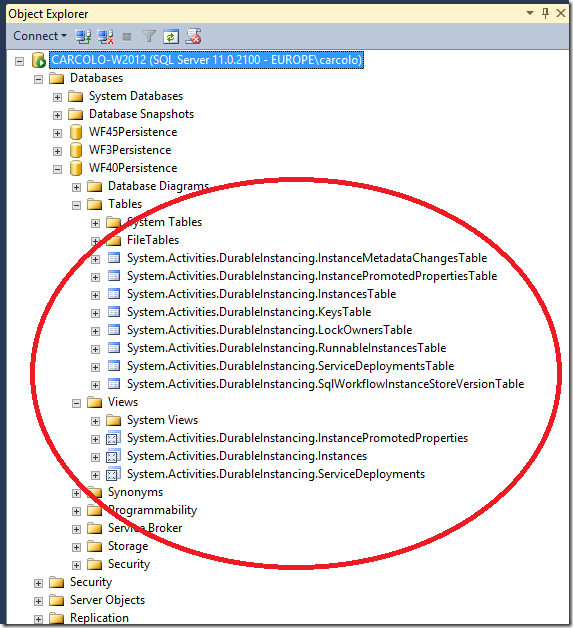 Object Explorer
Connect
CARCOLO-W2012 (SQL Server 11.0.2100 - EUROPE\carcolo)
Databases
System Databases
Database Snapshots
WF45Persistence
WF3Persistence
WF40Persistence
Database Diagrams
Tables
System Tables
FileTables
System.Activities.DurableInstancing.InstanceMetadataChangesTable
System.Activities.DurableInstancing.InstancePromotedPropertiesTable
System.Activities.DurableInstancing.InstancesTable
System.Activities.DurableInstancing.KeysTable
System.Activities.DurableInstancing.LockOwnersTable
System.Activities.DurableInstancing.RunnableInstancesTable
System.Activities.DurableInstancing.ServiceDeploymentsTable
System.Activities.DurableInstancing.SqlWorkflowInstanceStoreVersionTable
Views
System Views
System.Activities.DurableInstancing.InstancePromotedProperties
System.Activities.DurableInstancing.Instances
System.Activities.DurableInstancing.ServiceDeployments
Synonyms
Programmability
Service Broker
Storage
Security
Security
Server Objects
Replication